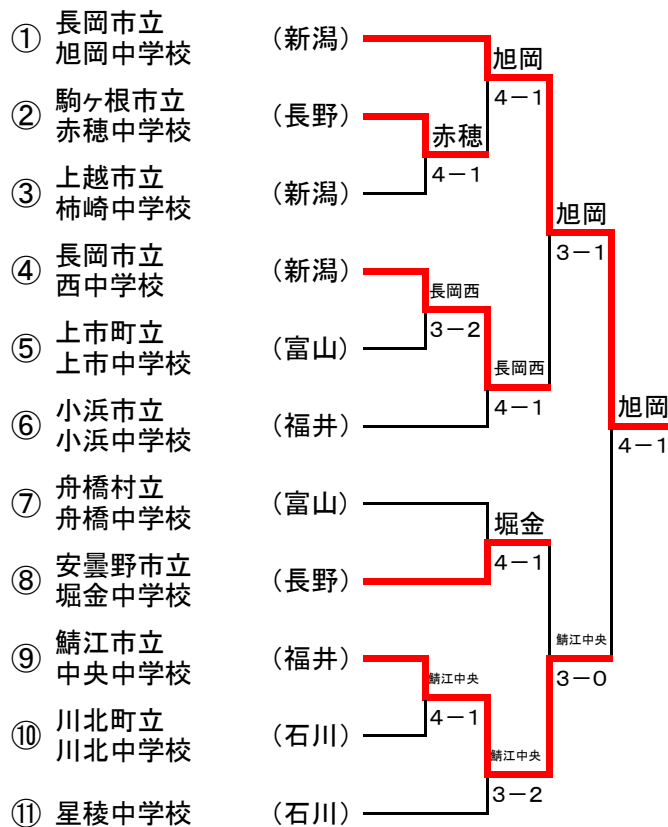 ① 長岡市立
旭岡中学校
(新潟)
② 駒ヶ根市立
赤穂中学校
(長野)
③ 上越市立
柿崎中学校
(新潟)
④ 長岡市立
西中学校
(新潟)
⑤ 上市町立
上市中学校
(富山)
⑥ 小浜市立
小浜中学校
(福井)
⑦ 舟橋村立
舟橋中学校
(富山)
⑧ 安曇野市立
堀金中学校
(長野)
⑨ 鯖江市立
中央中学校
(福井)
⑩ 川北町立
川北中学校
(石川)
⑪ 星稜中学校
(石川)
赤穂
4-1
長岡西
3-2
鯖江中央
4-1
旭岡
4-1
長岡西
4-1
堀金
4-1
鯖江中央
3-2
旭岡
3-1
鯖江中央
3-0
旭岡
4-1